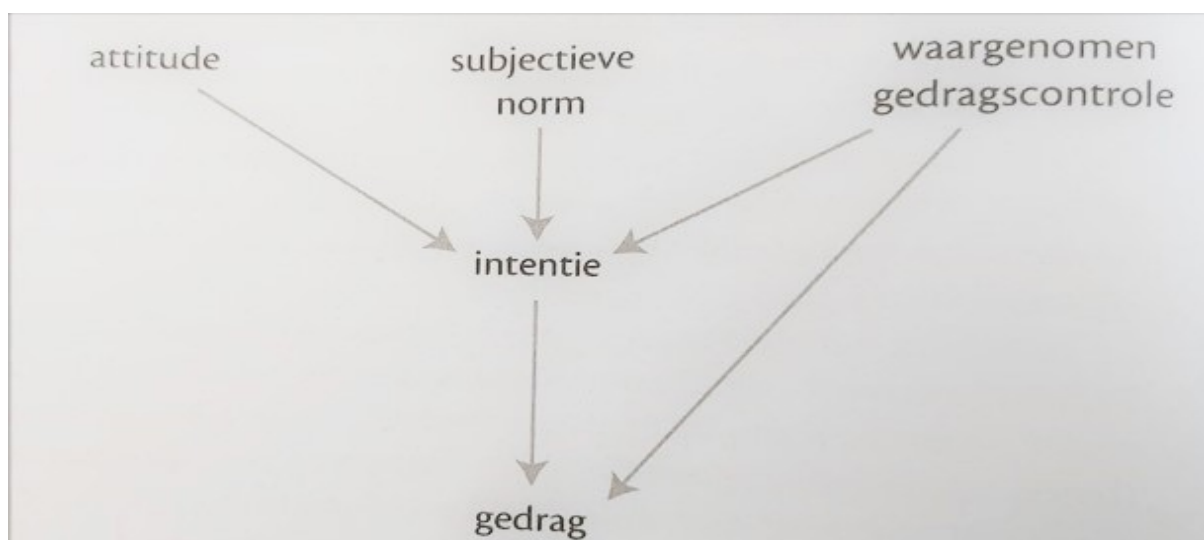 attitude
subjectieve
norm
waargenomen
gedragscontrole
intentie
gedrag